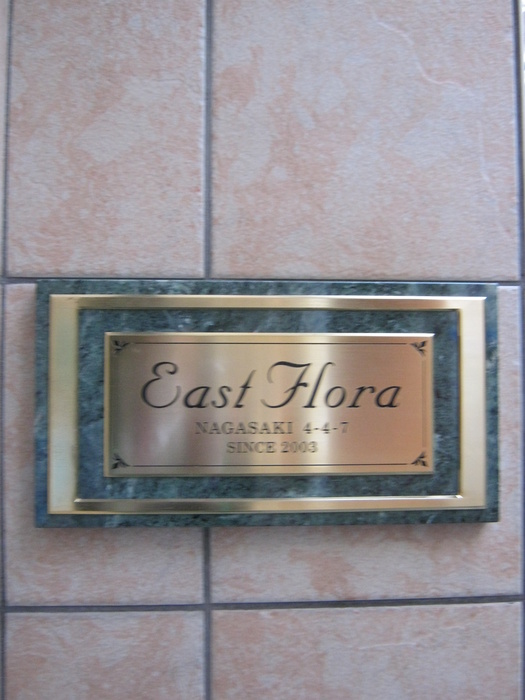 East Flora
NAGASAKI 4-4-7
SINCE 2003